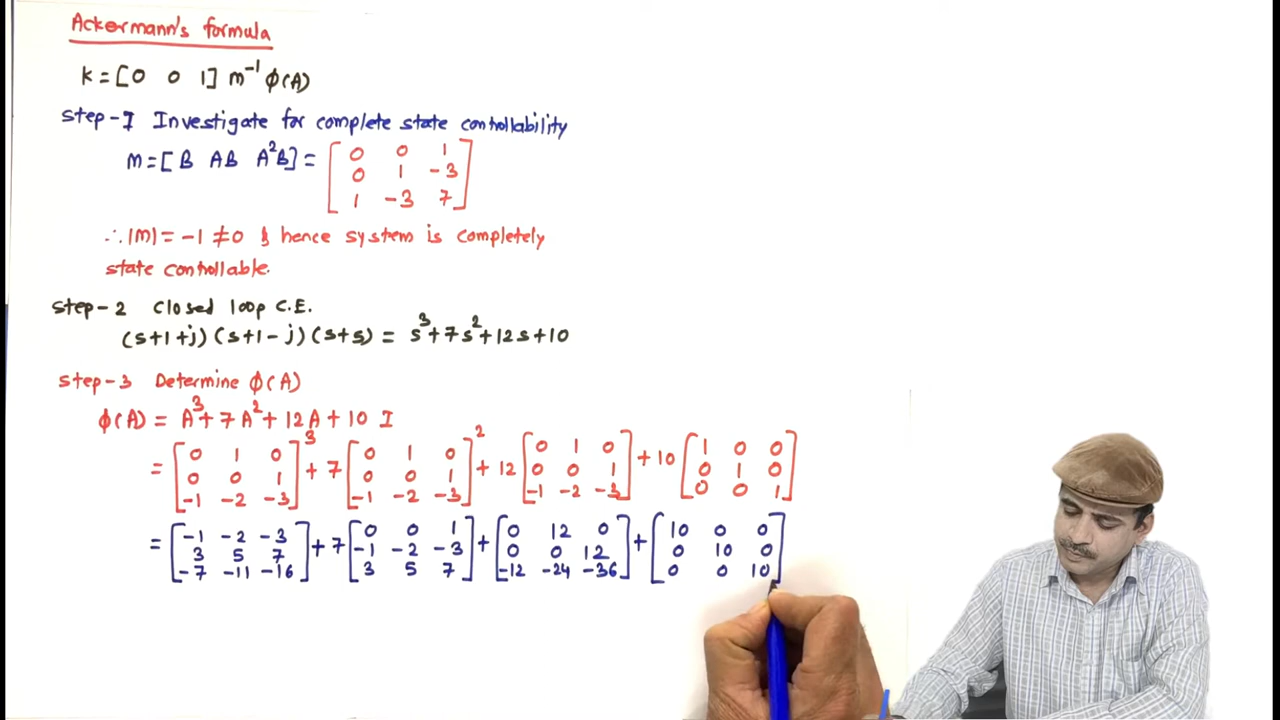 Ackermann's formula
K = [0 0 1] m⁻¹ ϕ(A)
Step-I Investigate for complete state controllability
m = [B AB A²B] = [0 0 1
0 1 -3
1 -3 7]
∴ |m| = -1 ≠ 0 & hence system is completely
state controllable.
Step-2 Closed loop C.E.
(s+1+j)(s+1-j)(s+5) = s³+7s²+12s+10
Step-3 Determine ϕ(A)
ϕ(A) = A³+7A²+12A+10 I
= [0 1 0; 0 0 1; -1 -2 -3]³ + 7 [0 1 0; 0 0 1; -1 -2 -3]² + 12 [0 1 0; 0 0 1; -1 -2 -3] + 10 [1 0 0; 0 1 0; 0 0 1]
= [-1 -2 -3; 3 5 7; -7 -11 -16] + 7 [0 0 1; -1 -2 -3; 3 5 7] + [0 12 0; 0 0 12; -12 -24 -36] + [10 0 0; 0 10 0; 0 0 10]